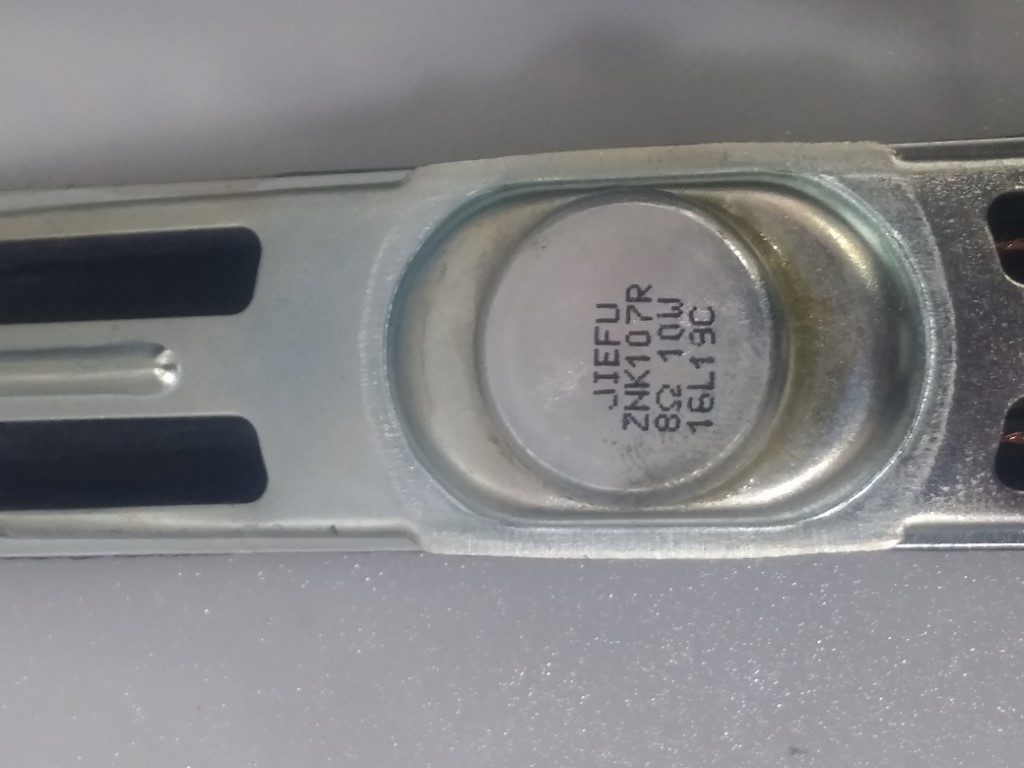 JIEFU
ZNK107R
8Ω 10W
16L19C